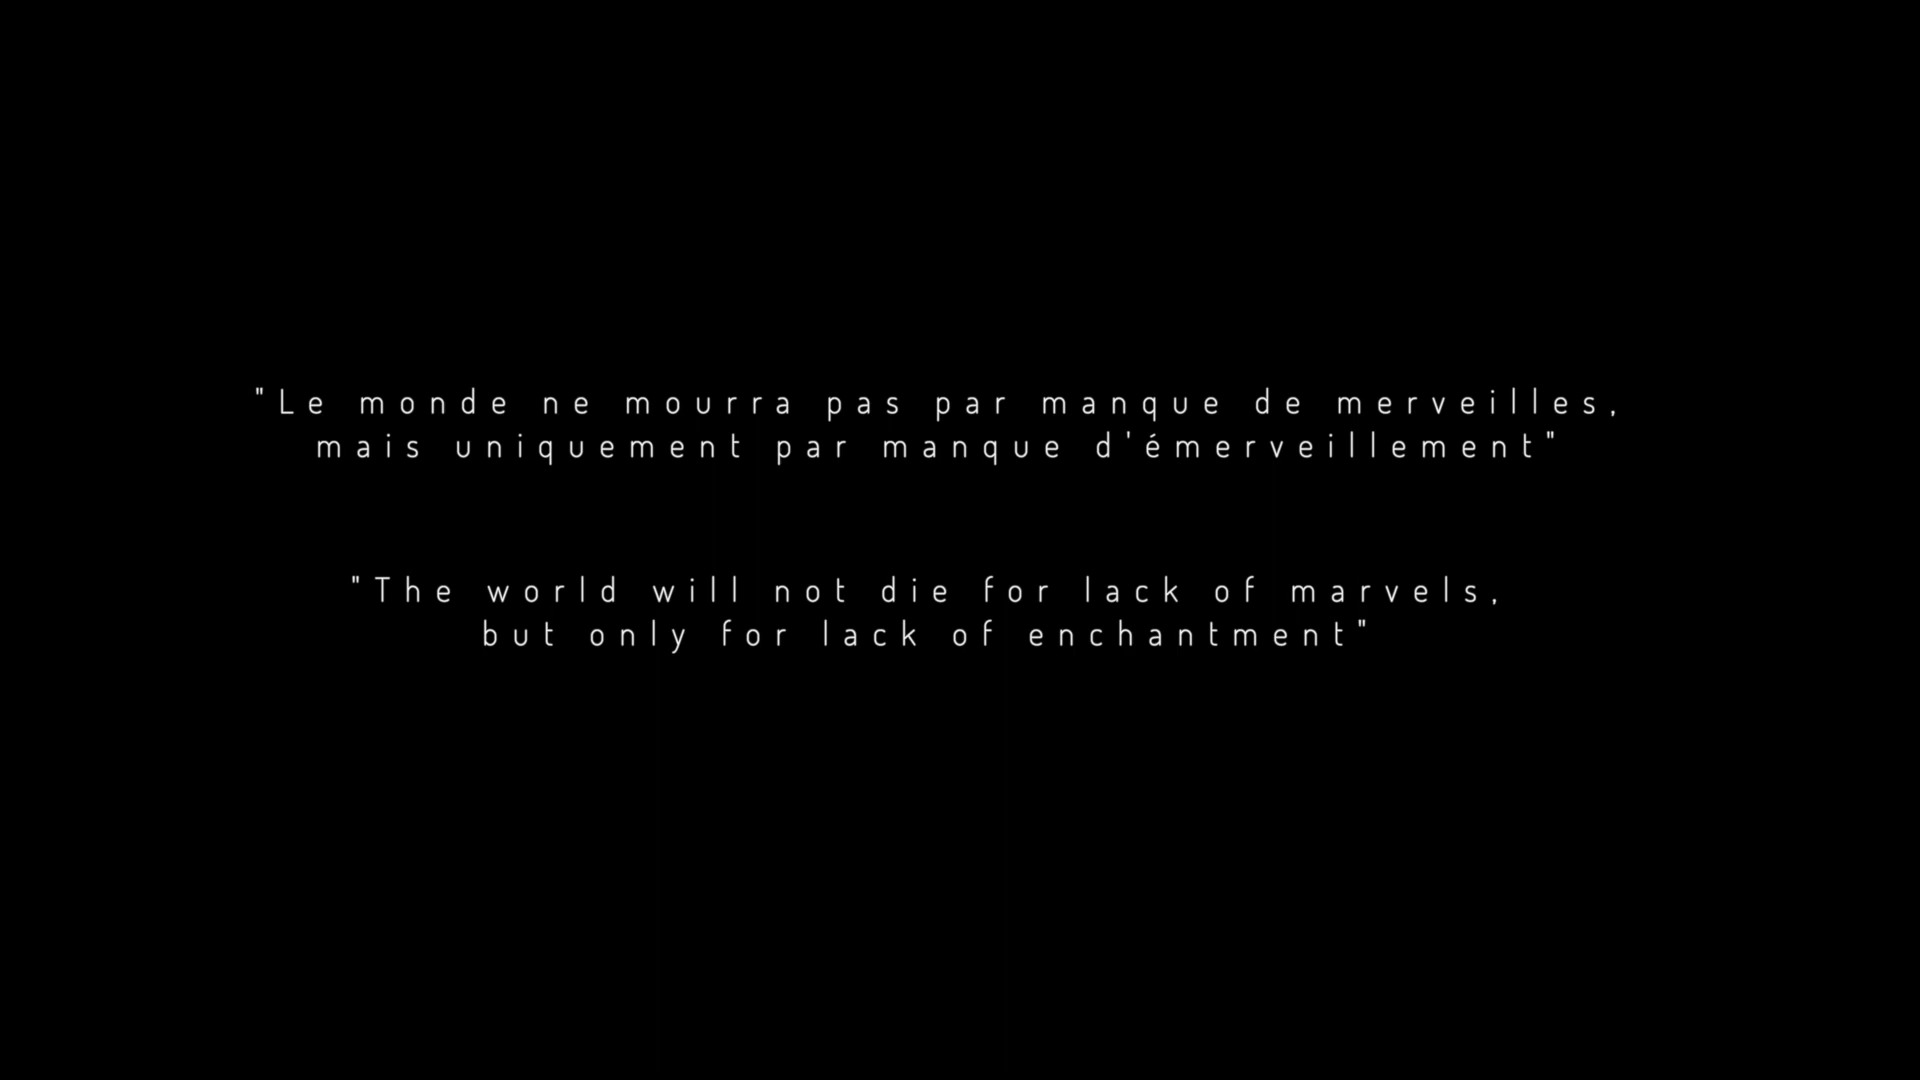 "Le monde ne mourra pas par manque de merveilles,
mais uniquement par manque d'émerveillement"
"The world will not die for lack of marvels,
but only for lack of enchantment"